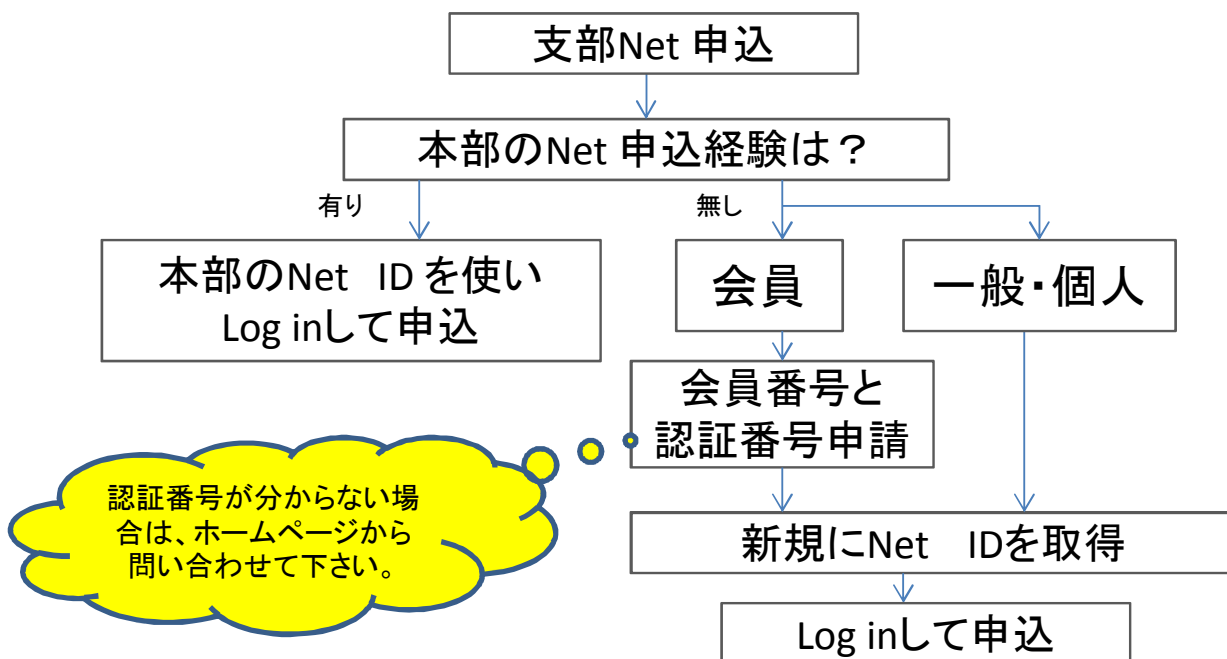 支部Net 申込
本部のNet 申込経験は？
有り
無し
本部のNet　IDを使い
Log inして申込
会員
一般・個人
会員番号と
認証番号申請
認証番号が分からない場
合は、ホームページから
問い合わせて下さい。
新規にNet　IDを取得
Log inして申込